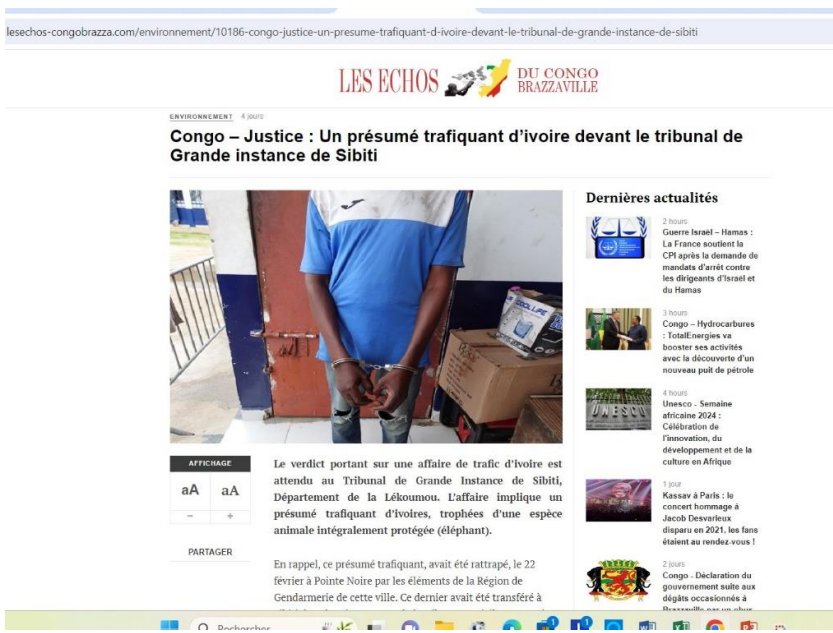 lesechos-congobrazza.com/environnement/10186-congo-justice-un-presume-trafiquant-d-ivoire-devant-le-tribunal-de-grande-instance-de-sibiti
LES ECHOS DU CONGO
BRAZZAVILLE
ENVIRONNEMENT 4 jours
Congo – Justice : Un présumé trafiquant d'ivoire devant le tribunal de
Grande instance de Sibiti
COOL LIFE
AFFICHAGE
aA aA
- +
PARTAGER
Le verdict portant sur une affaire de trafic d'ivoire est
attendu au Tribunal de Grande Instance de Sibiti,
Département de la Lékoumou. L'affaire implique un
présumé trafiquant d'ivoires, trophées d'une espèce
animale intégralement protégée (éléphant).
En rappel, ce présumé trafiquant, avait été rattrapé, le 22
février à Pointe Noire par les éléments de la Région de
Gendarmerie de cette ville. Ce dernier avait été transféré à
Dernières actualités
2 hours
Guerre Israël – Hamas :
La France soutient la
CPI après la demande de
mandats d'arrêt contre
les dirigeants d'Israël et
du Hamas
3 hours
Congo – Hydrocarbures
: TotalEnergies va
booster ses activités
avec la découverte d'un
nouveau puit de pétrole
UNESCO
4 hours
Unesco - Semaine
africaine 2024 :
Célébration de
l'innovation, du
développement et de la
culture en Afrique
1 jour
Kassav à Paris : le
concert hommage à
Jacob Desvarieux
disparu en 2021, les fans
étaient au rendez-vous !
2 jours
Congo - Déclaration du
gouvernement suite aux
dégâts occasionnés à
Brazzaville par un obus
Rechercher